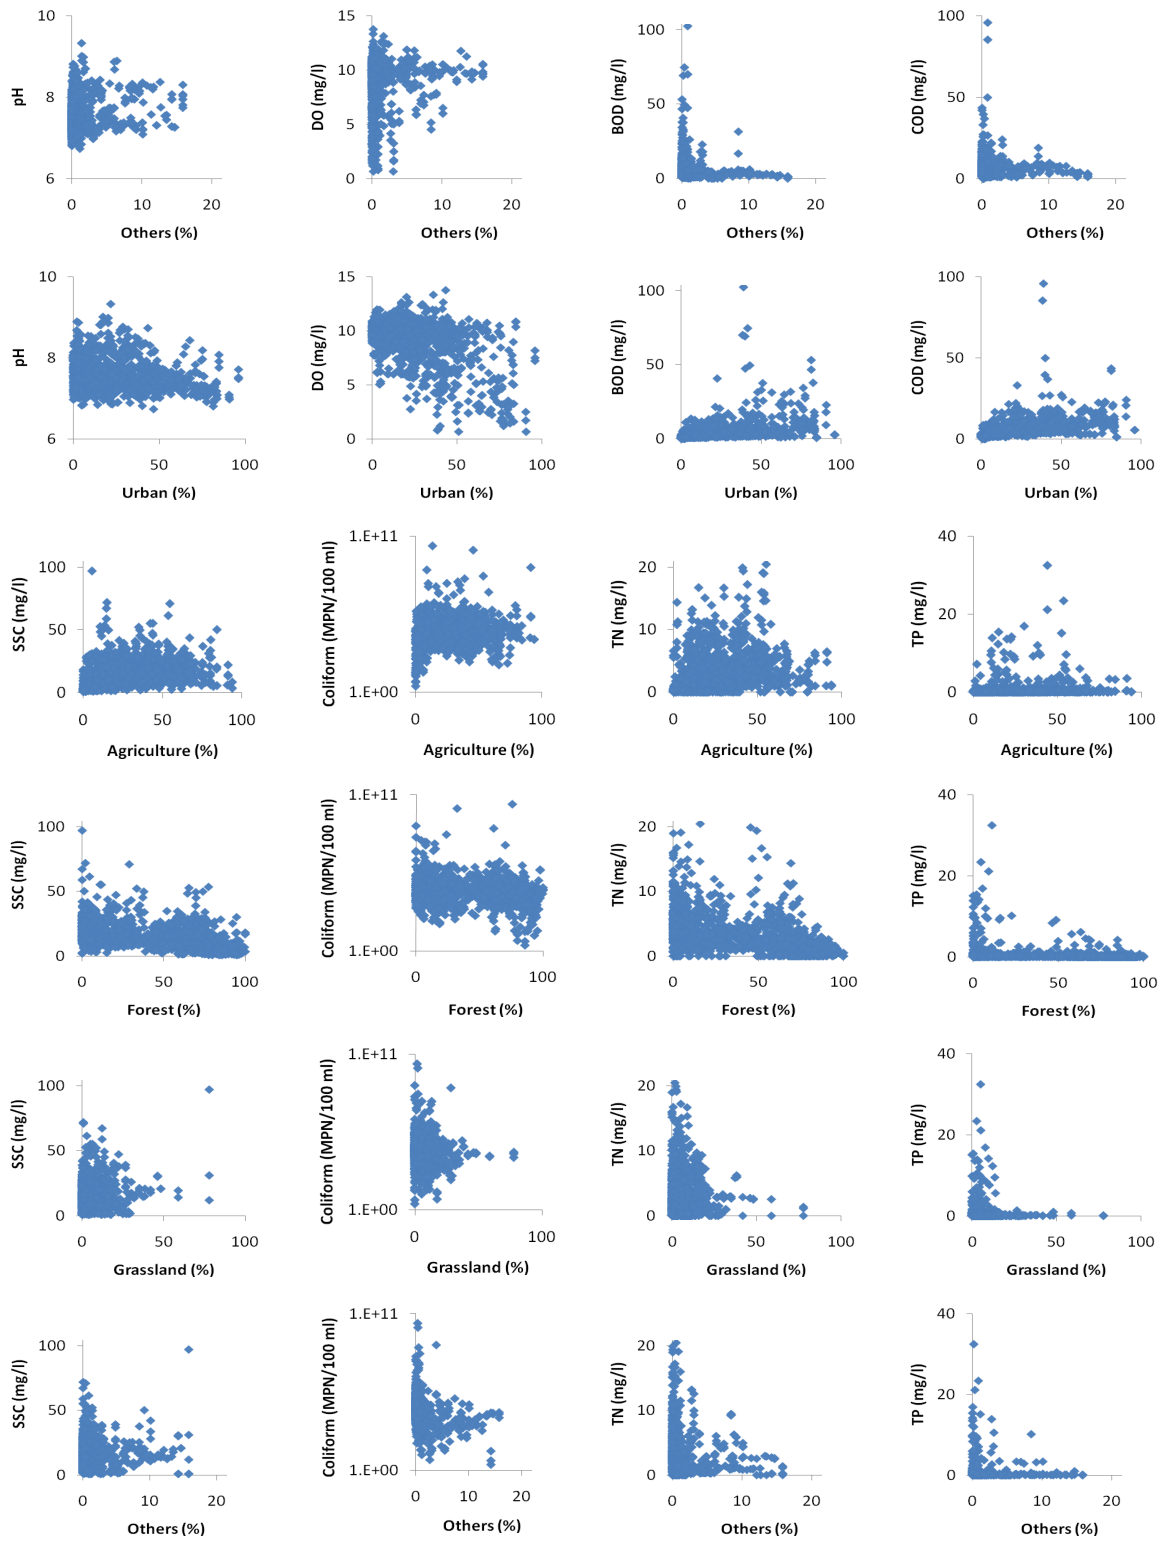 10
8
6
pH
0 10 20
Others (%)
15
10
5
0
DO (mg/l)
0 10 20
Others (%)
100
50
0
BOD (mg/l)
0 10 20
Others (%)
100
50
0
COD (mg/l)
0 10 20
Others (%)
10
8
6
pH
0 50 100
Urban (%)
15
10
5
0
DO (mg/l)
0 50 100
Urban (%)
100
50
0
BOD (mg/l)
0 50 100
Urban (%)
100
50
0
COD (mg/l)
0 50 100
Urban (%)
100
50
0
SSC (mg/l)
0 50 100
Agriculture (%)
1.E+11
1.E+00
Coliform (MPN/100 ml)
0 100
Agriculture (%)
20
10
0
TN (mg/l)
0 50 100
Agriculture (%)
40
20
0
TP (mg/l)
0 50 100
Agriculture (%)
100
50
0
SSC (mg/l)
0 50 100
Forest (%)
1.E+11
1.E+00
Coliform (MPN/100 ml)
0 100
Forest (%)
20
10
0
TN (mg/l)
0 50 100
Forest (%)
40
20
0
TP (mg/l)
0 50 100
Forest (%)
100
50
0
SSC (mg/l)
0 50 100
Grassland (%)
1.E+11
1.E+00
Coliform (MPN/100 ml)
0 100
Grassland (%)
20
10
0
TN (mg/l)
0 50 100
Grassland (%)
40
20
0
TP (mg/l)
0 50 100
Grassland (%)
100
50
0
SSC (mg/l)
0 10 20
Others (%)
1.E+11
1.E+00
Coliform (MPN/100 ml)
0 10 20
Others (%)
20
10
0
TN (mg/l)
0 10 20
Others (%)
40
20
0
TP (mg/l)
0 10 20
Others (%)